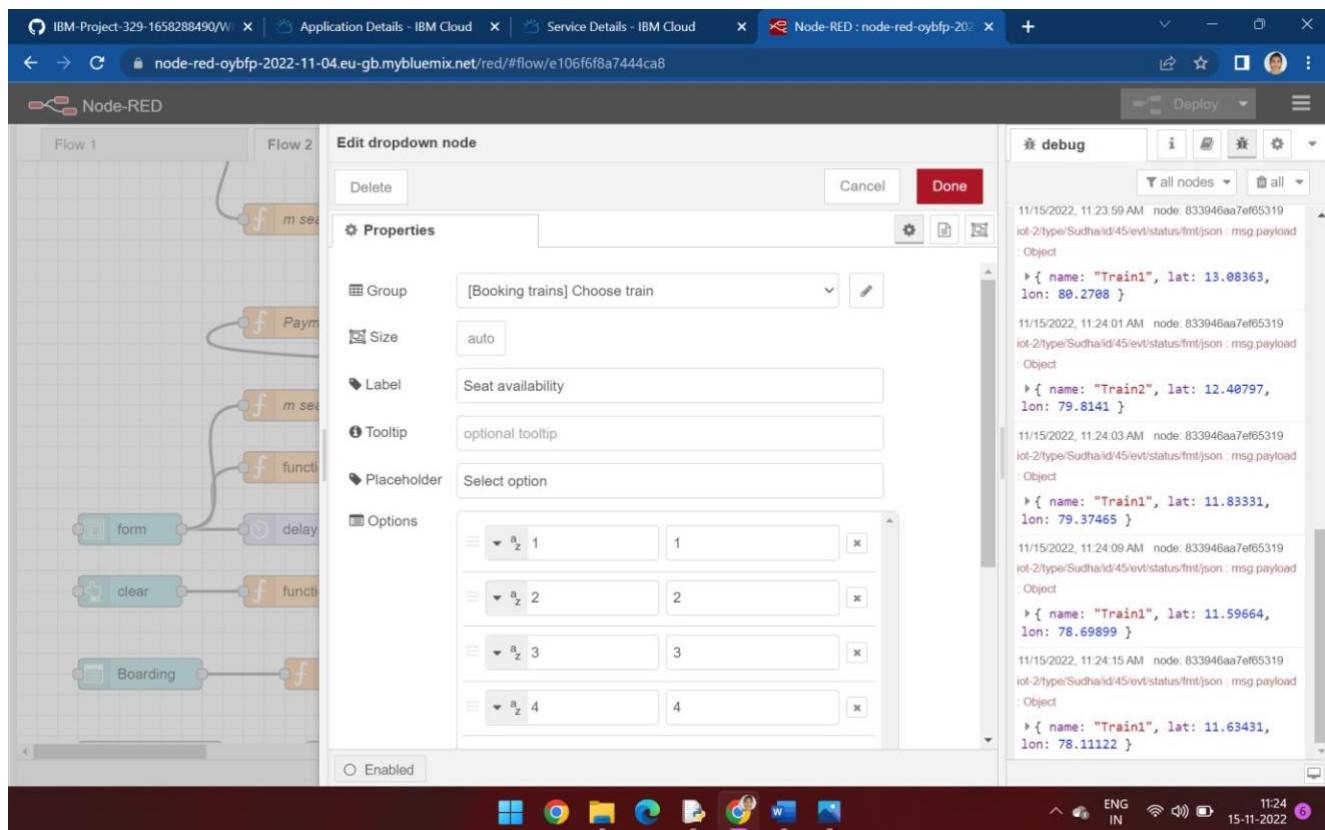 IBM-Project-329-1658288490/W
Application Details - IBM Cloud
Service Details - IBM Cloud
Node-RED : node-red-oybfp-202
node-red-oybfp-2022-11-04.eu-gb.mybluemix.net/red/#flow/e106f6f8a7444ca8
Node-RED
Deploy
Flow 1
Flow 2
m sea
Paym
m sea
functi
form
delay
clear
functi
Boarding
Edit dropdown node
Delete
Cancel
Done
Properties
Group
[Booking trains] Choose train
Size
auto
Label
Seat availability
Tooltip
optional tooltip
Placeholder
Select option
Options
az 1 1
az 2 2
az 3 3
az 4 4
Enabled
debug
i
all nodes
all
11/15/2022, 11:23:59 AM node: 833946aa7ef65319
iot-2/type/Sudha/id/45/evt/status/fmt/json : msg.payload
: Object
{ name: "Train1", lat: 13.08363,
lon: 80.2708 }
11/15/2022, 11:24:01 AM node: 833946aa7ef65319
iot-2/type/Sudha/id/45/evt/status/fmt/json : msg.payload
: Object
{ name: "Train2", lat: 12.40797,
lon: 79.8141 }
11/15/2022, 11:24:03 AM node: 833946aa7ef65319
iot-2/type/Sudha/id/45/evt/status/fmt/json : msg.payload
: Object
{ name: "Train1", lat: 11.83331,
lon: 79.37465 }
11/15/2022, 11:24:09 AM node: 833946aa7ef65319
iot-2/type/Sudha/id/45/evt/status/fmt/json : msg.payload
: Object
{ name: "Train1", lat: 11.59664,
lon: 78.69899 }
11/15/2022, 11:24:15 AM node: 833946aa7ef65319
iot-2/type/Sudha/id/45/evt/status/fmt/json : msg.payload
: Object
{ name: "Train1", lat: 11.63431,
lon: 78.11122 }
ENG
IN
11:24
15-11-2022
6